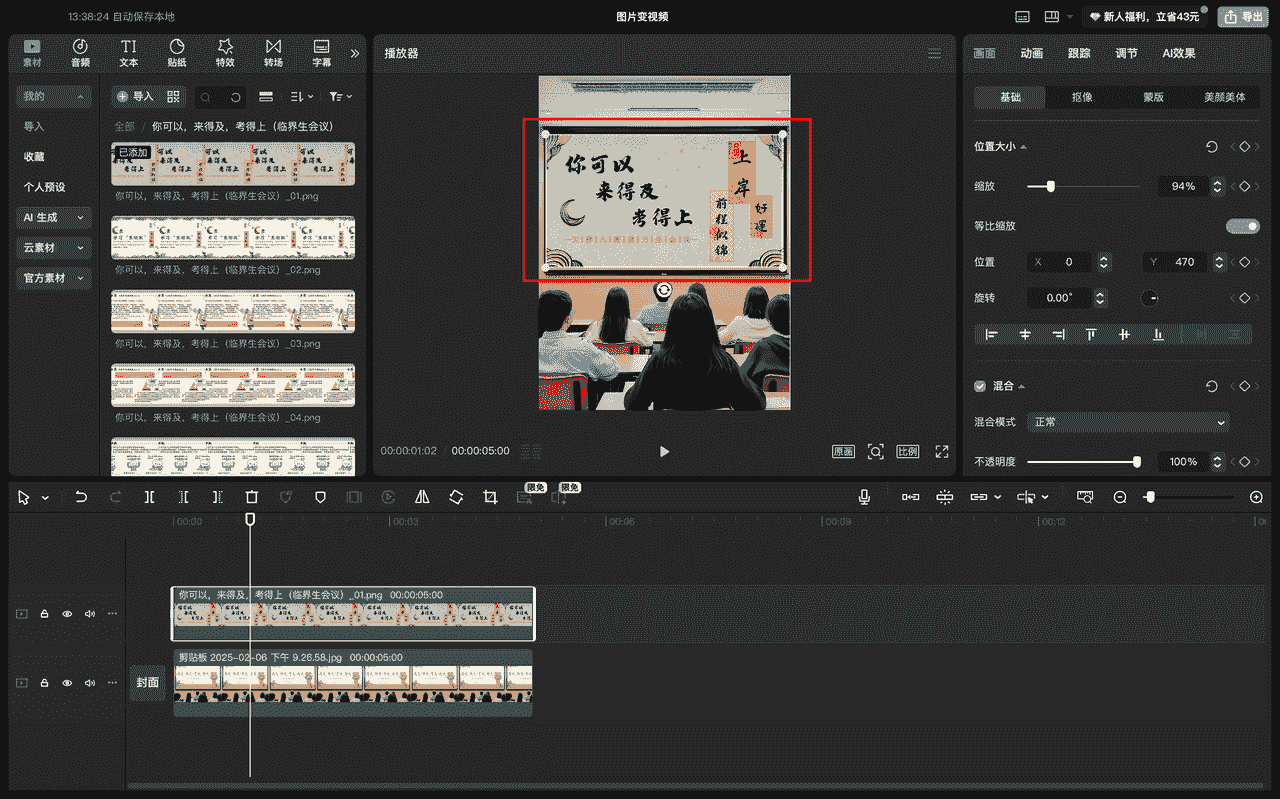 13:38:24 自动保存本地
图片变视频
新人福利，立省43元
导出
素材
音频
文本
贴纸
特效
转场
字幕
我的
导入
收藏
个人预设
AI 生成
云素材
官方素材
导入
全部 / 你可以，来得及，考得上（临界生会议）
已添加
你可以，来得及，考得上（临界生会议）_01.png
你可以，来得及，考得上（临界生会议）_02.png
你可以，来得及，考得上（临界生会议）_03.png
你可以，来得及，考得上（临界生会议）_04.png
播放器
你可以
来得及
考得上
上岸
好運
前程似锦
00:00:01:02 / 00:00:05:00
原画
比例
画面
动画
跟踪
调节
AI效果
基础
抠像
蒙版
美颜美体
位置大小
缩放
94%
等比缩放
位置
X 0
Y 470
旋转
0.00°
混合
混合模式
正常
不透明度
100%
限免
限免
00:00
00:03
00:06
00:09
00:12
你可以，来得及，考得上（临界生会议）_01.png 00:00:05:00
封面
剪贴板 2025-02-06 下午 9.26.58.jpg 00:00:05:00